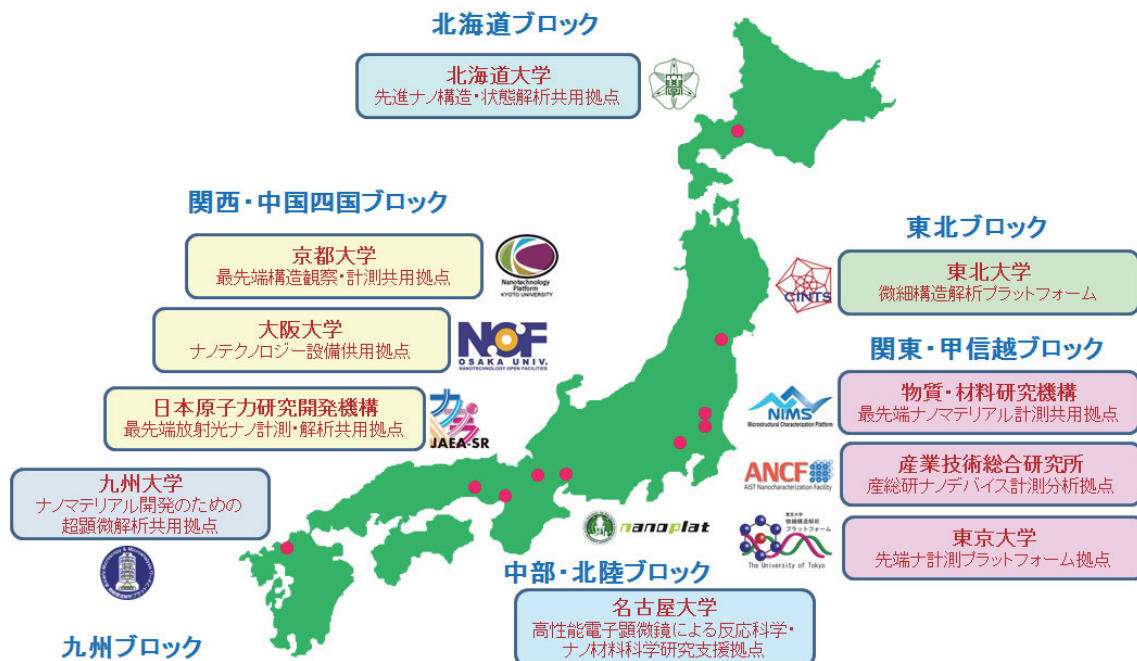 北海道ブロック
北海道大学
先進ナノ構造・状態解析共用拠点
関西・中国四国ブロック
京都大学
最先端構造観察・計測共用拠点
Nanotechnology
Platform
KYOTO UNIVERSITY
大阪大学
ナノテクノロジー設備供用拠点
NOF
OSAKA UNIV.
NANOTECHNOLOGY OPEN FACILITIES
日本原子力研究開発機構
最先端放射光ナノ計測・解析共用拠点
JAEA-SR
九州大学
ナノマテリアル開発のための
超顕微解析共用拠点
九州ブロック
東北ブロック
CINTS
東北大学
微細構造解析プラットフォーム
関東・甲信越ブロック
NIMS
Microstructural Characterization Platform
物質・材料研究機構
最先端ナノマテリアル計測共用拠点
ANCF
AIST Nanocharacterization Facility
産業技術総合研究所
産総研ナノデバイス計測分析拠点
東京大学
微細構造解析
プラットフォーム
The University of Tokyo
東京大学
先端ナ計測プラットフォーム拠点
nanoplat
中部・北陸ブロック
名古屋大学
高性能電子顕微鏡による反応科学・
ナノ材料科学研究支援拠点